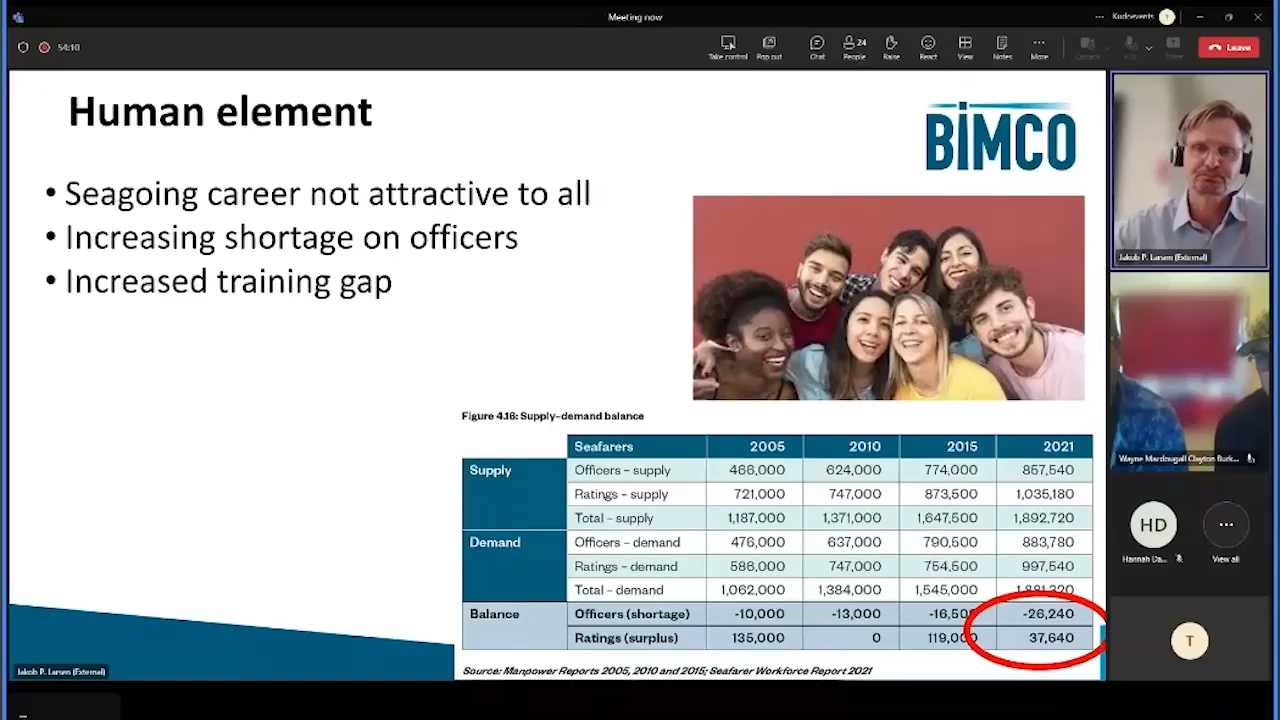 Meeting now
Kudoevents
T
54:10
Take control
Pop out
Chat
24
People
Raise
React
View
Notes
More
Leave
Human element
BIMCO
• Seagoing career not attractive to all
• Increasing shortage on officers
• Increased training gap
Figure 4.16: Supply–demand balance
Seafarers 2005 2010 2015 2021
Supply Officers – supply 466,000 624,000 774,000 857,540
Ratings – supply 721,000 747,000 873,500 1,035,180
Total – supply 1,187,000 1,371,000 1,647,500 1,892,720
Demand Officers – demand 476,000 637,000 790,500 883,780
Ratings – demand 586,000 747,000 754,500 997,540
Total – demand 1,062,000 1,384,000 1,545,000 1,881,320
Balance Officers (shortage) -10,000 -13,000 -16,500 -26,240
Ratings (surplus) 135,000 0 119,000 37,640
Source: Manpower Reports 2005, 2010 and 2015; Seafarer Workforce Report 2021
Jakob P. Larsen (External)
Jakob P. Larsen (External)
Wayne Macdougall Clayton Burk...
HD
Hannah Da...
...
View all
T